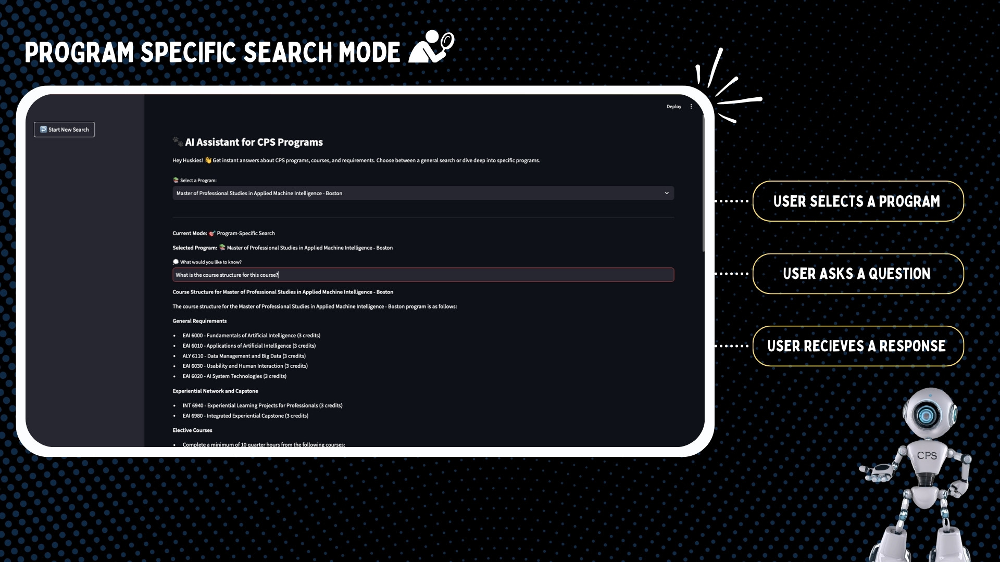 PROGRAM SPECIFIC SEARCH MODE
Deploy
Start New Search
AI Assistant for CPS Programs
Hey Huskies! 👋 Get instant answers about CPS programs, courses, and requirements. Choose between a general search or dive deep into specific programs.
📚 Select a Program:
Master of Professional Studies in Applied Machine Intelligence - Boston
Current Mode: 🎯 Program-Specific Search
Selected Program: 📚 Master of Professional Studies in Applied Machine Intelligence - Boston
💭 What would you like to know?
What is the course structure for this course?
Course Structure for Master of Professional Studies in Applied Machine Intelligence - Boston
The course structure for the Master of Professional Studies in Applied Machine Intelligence - Boston program is as follows:
General Requirements
• EAI 6000 - Fundamentals of Artificial Intelligence (3 credits)
• EAI 6010 - Applications of Artificial Intelligence (3 credits)
• ALY 6110 - Data Management and Big Data (3 credits)
• EAI 6030 - Usability and Human Interaction (3 credits)
• EAI 6020 - AI System Technologies (3 credits)
Experiential Network and Capstone
• INT 6940 - Experiential Learning Projects for Professionals (3 credits)
• EAI 6980 - Integrated Experiential Capstone (3 credits)
Elective Courses
• Complete a minimum of 10 quarter hours from the following courses:
USER SELECTS A PROGRAM
USER ASKS A QUESTION
USER RECIEVES A RESPONSE
CPS